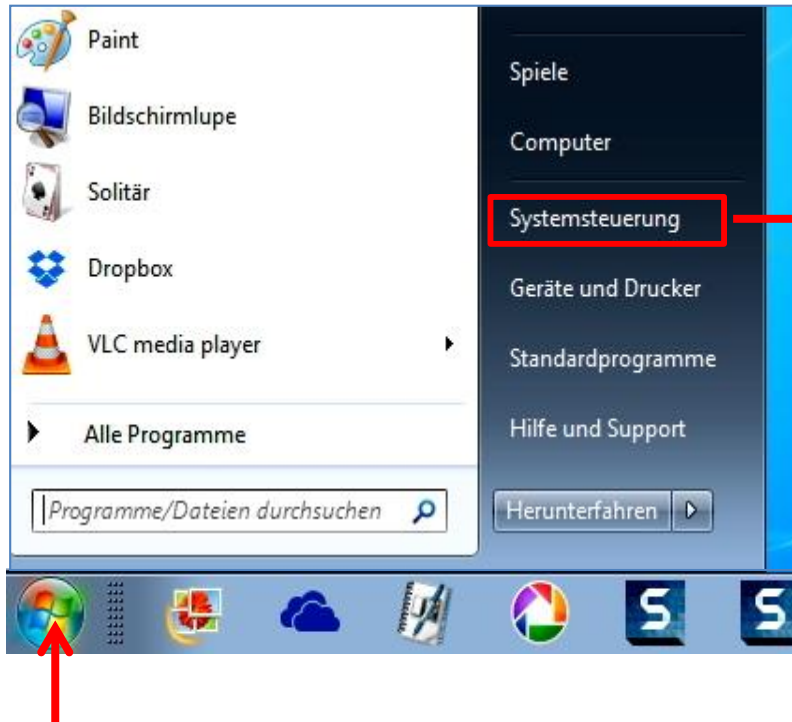 Paint
Bildschirmlupe
Solitär
Dropbox
VLC media player
Alle Programme
Programme/Dateien durchsuchen
Spiele
Computer
Systemsteuerung
Geräte und Drucker
Standardprogramme
Hilfe und Support
Herunterfahren
S
S